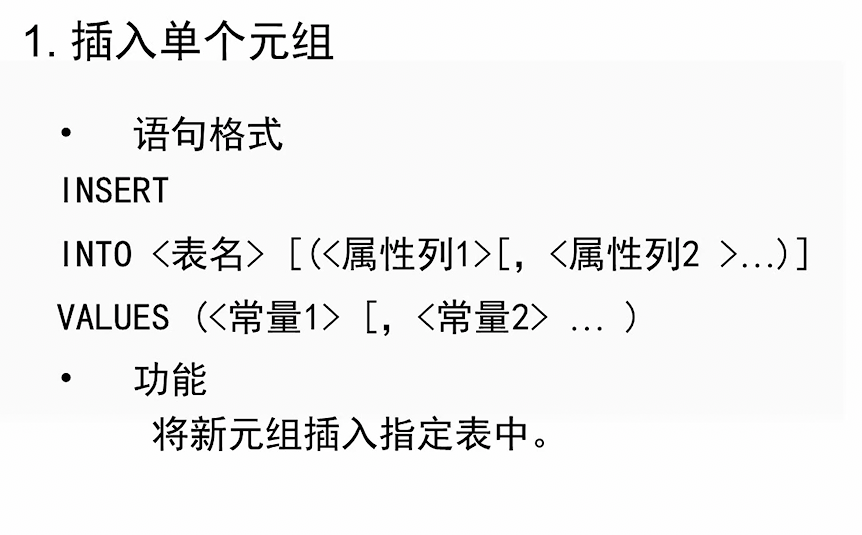 1. 插入单个元组
• 语句格式
INSERT
INTO <表名> [(<属性列1>[, <属性列2 >...)]
VALUES (<常量1> [, <常量2> ... )
• 功能
将新元组插入指定表中。